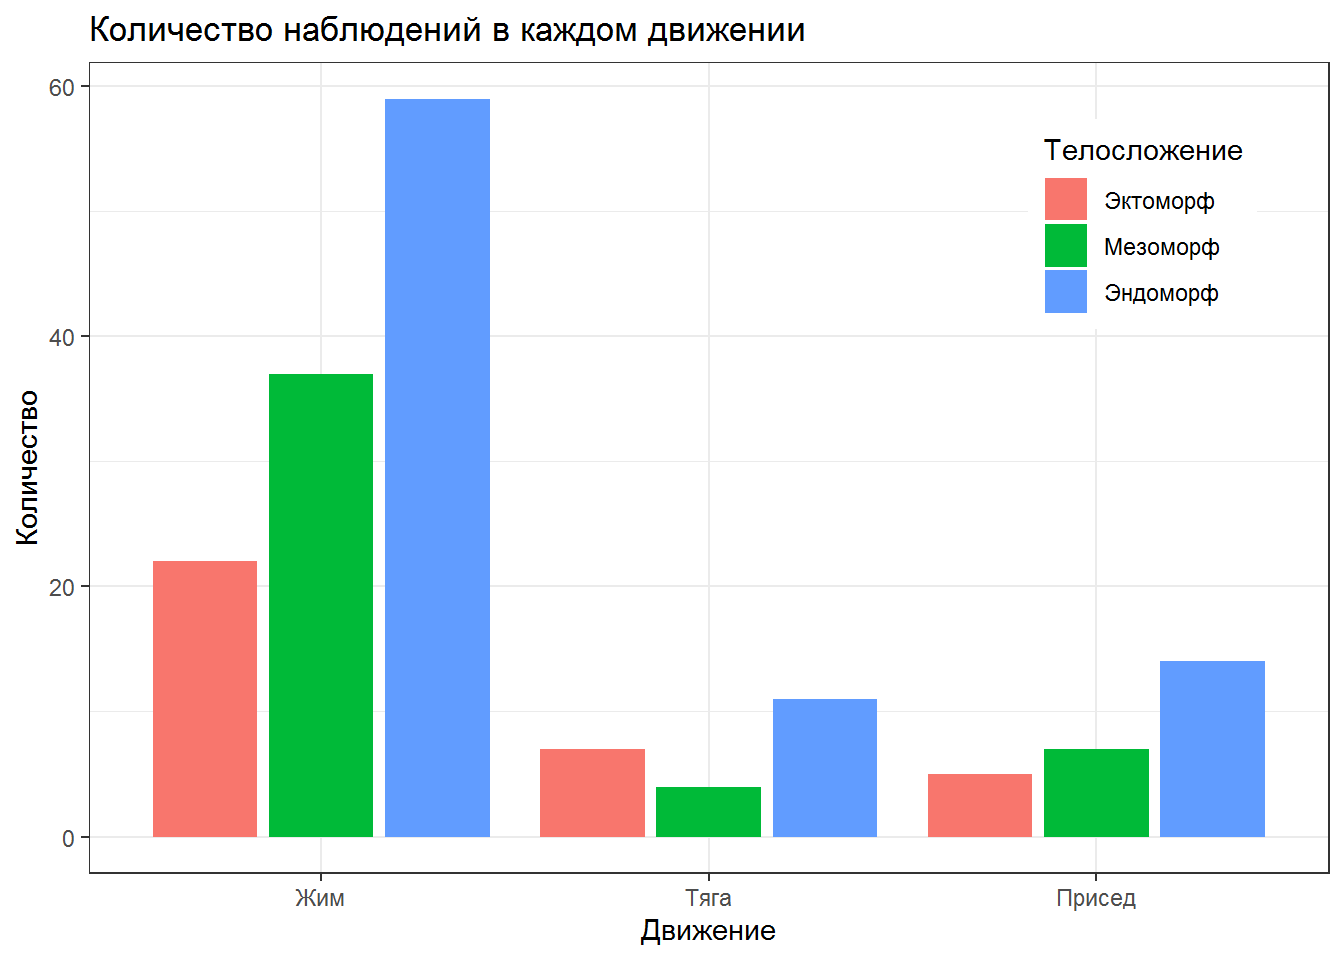 Количество наблюдений в каждом движении
60
40
20
0
Количество
Телосложение
Эктоморф
Мезоморф
Эндоморф
Жим
Тяга
Присед
Движение